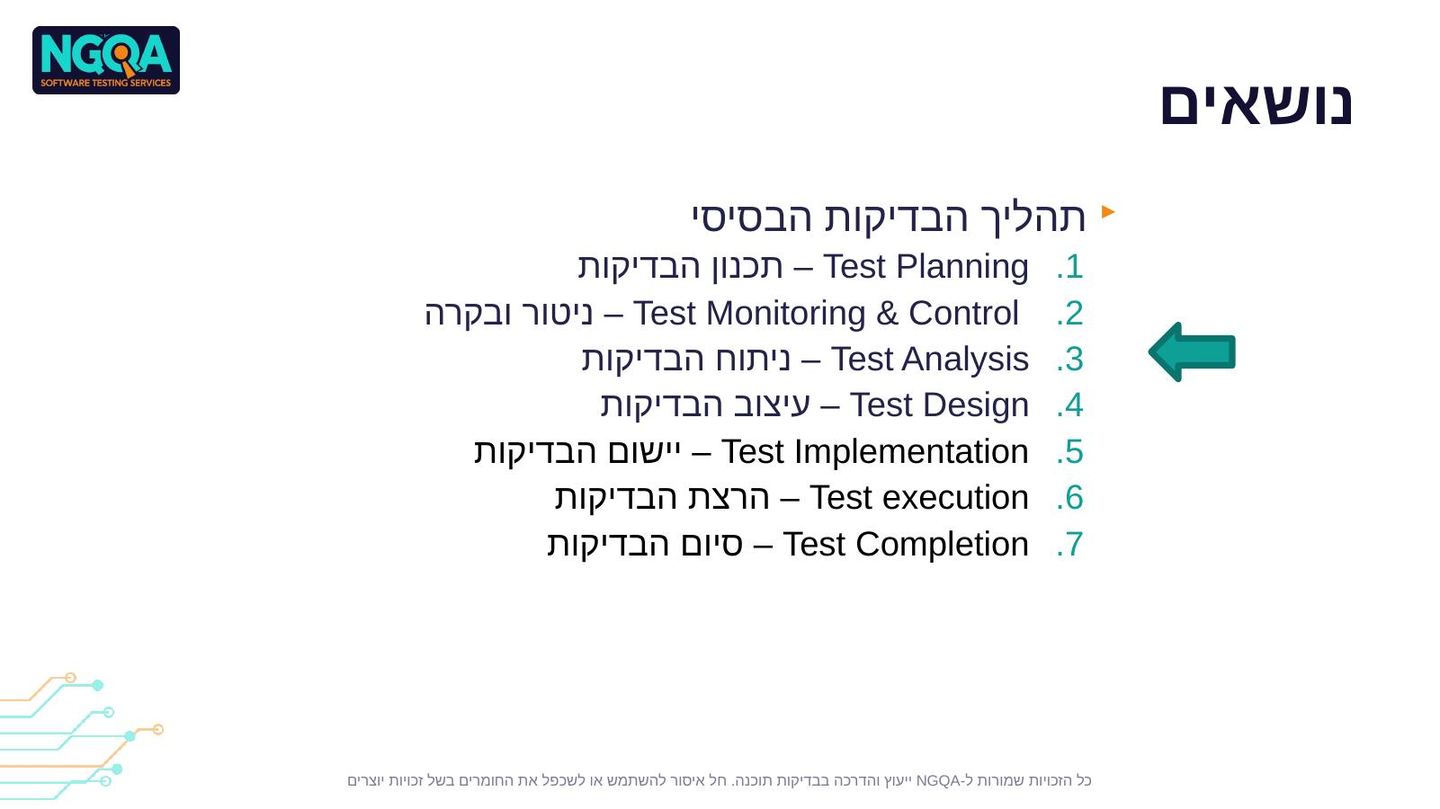 NGQA
SOFTWARE TESTING SERVICES
נושאים
תהליך הבדיקות הבסיסי
1. Test Planning – תכנון הבדיקות
2. Test Monitoring & Control – ניטור ובקרה
3. Test Analysis – ניתוח הבדיקות
4. Test Design – עיצוב הבדיקות
5. Test Implementation – יישום הבדיקות
6. Test execution – הרצת הבדיקות
7. Test Completion – סיום הבדיקות
כל הזכויות שמורות ל-NGQA ייעוץ והדרכה בבדיקות תוכנה. חל איסור להשתמש או לשכפל את החומרים בשל זכויות יוצרים